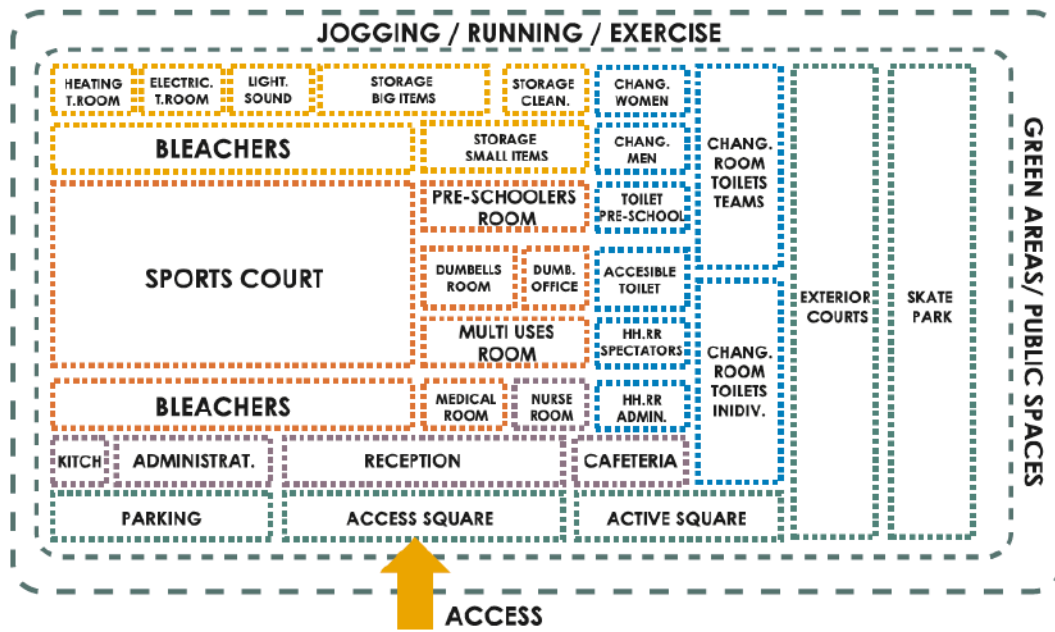 JOGGING / RUNNING / EXERCISE
HEATING
T.ROOM
ELECTRIC.
T.ROOM
LIGHT.
SOUND
STORAGE
BIG ITEMS
STORAGE
CLEAN.
CHANG.
WOMEN
BLEACHERS
STORAGE
SMALL ITEMS
CHANG.
MEN
CHANG.
ROOM
TOILETS
TEAMS
PRE-SCHOOLERS
ROOM
TOILET
PRE-SCHOOL
SPORTS COURT
DUMBELLS
ROOM
DUMB.
OFFICE
ACCESIBLE
TOILET
EXTERIOR
COURTS
SKATE
PARK
GREEN AREAS/ PUBLIC SPACES
MULTI USES
ROOM
HH.RR
SPECTATORS
CHANG.
ROOM
TOILETS
INIDIV.
BLEACHERS
MEDICAL
ROOM
NURSE
ROOM
HH.RR
ADMIN.
KITCH
ADMINISTRAT.
RECEPTION
CAFETERIA
PARKING
ACCESS SQUARE
ACTIVE SQUARE
ACCESS